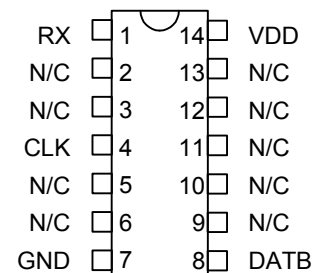 RX 1 14 VDD
N/C 2 13 N/C
N/C 3 12 N/C
CLK 4 11 N/C
N/C 5 10 N/C
N/C 6 9 N/C
GND 7 8 DATB